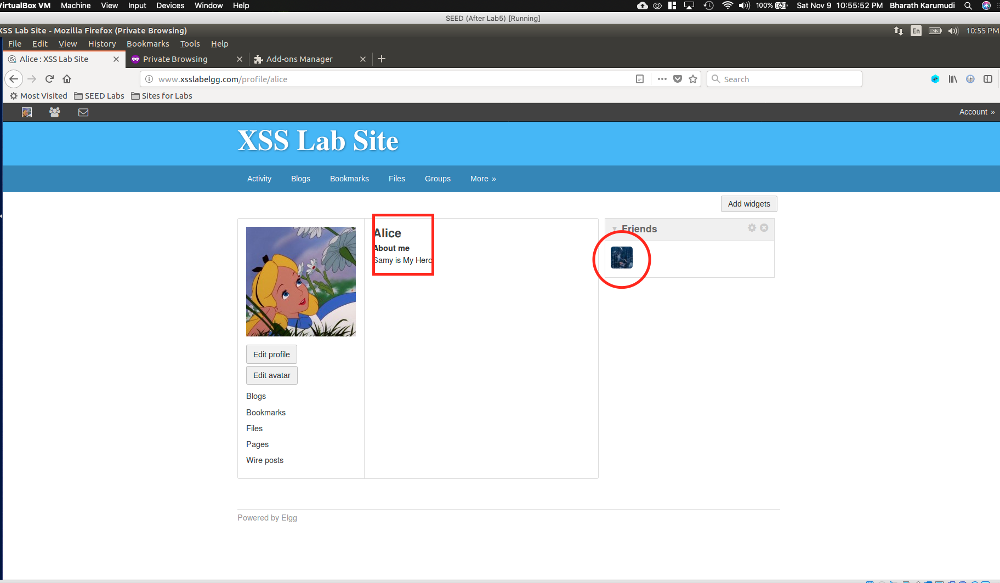 VirtualBox VM Machine View Input Devices Window Help 100% Sat Nov 9 10:55:52 PM Bharath Karumudi
SEED (After Lab5) [Running]
XSS Lab Site - Mozilla Firefox (Private Browsing) En 10:55 PM
File Edit View History Bookmarks Tools Help
Alice : XSS Lab Site Private Browsing Add-ons Manager
www.xsslabelgg.com/profile/alice Search
Most Visited SEED Labs Sites for Labs
Account »
XSS Lab Site
Activity Blogs Bookmarks Files Groups More »
Add widgets
Alice
About me
Samy is My Hero
Friends
Edit profile
Edit avatar
Blogs
Bookmarks
Files
Pages
Wire posts
Powered by Elgg